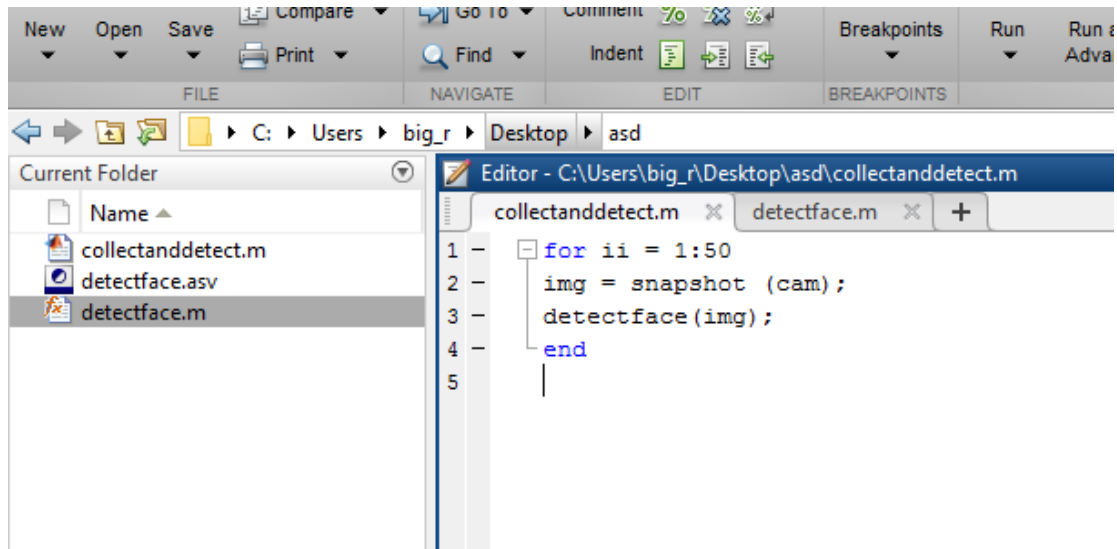 Compare Go To Comment
New Open Save Breakpoints Run Run a
Print Find Indent Advan
FILE NAVIGATE EDIT BREAKPOINTS
C: Users big_r Desktop asd
Current Folder
Name
collectanddetect.m
detectface.asv
detectface.m
Editor - C:\Users\big_r\Desktop\asd\collectanddetect.m
collectanddetect.m detectface.m +
1 for ii = 1:50
2 img = snapshot (cam);
3 detectface(img);
4 end
5